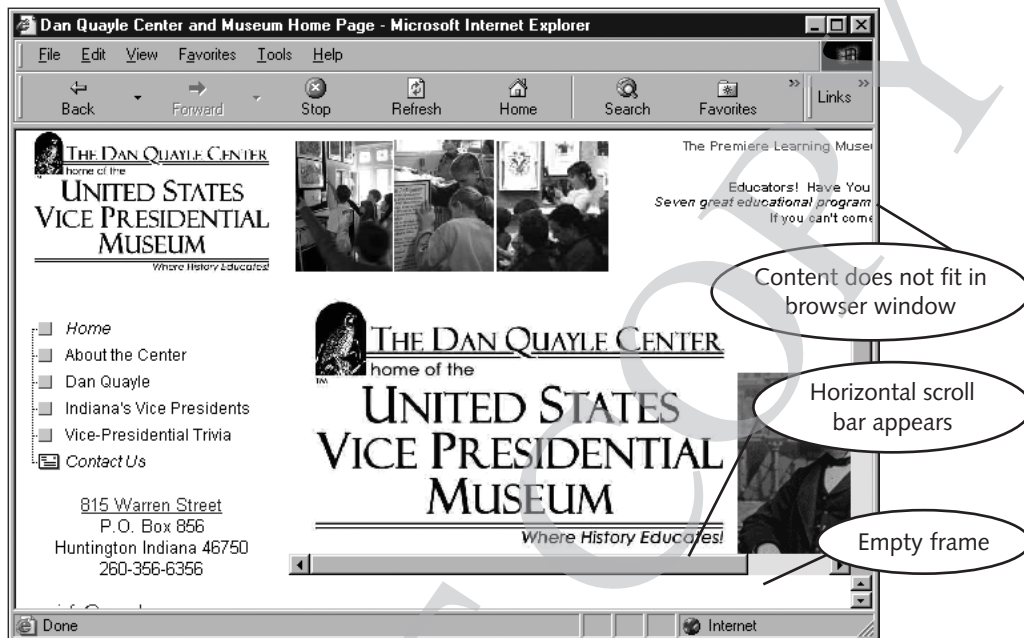 Dan Quayle Center and Museum Home Page - Microsoft Internet Explorer
File Edit View Favorites Tools Help
Back Forward Stop Refresh Home Search Favorites » Links »
THE DAN QUAYLE CENTER
home of the
UNITED STATES
VICE PRESIDENTIAL
MUSEUM
Where History Educates!
The Premiere Learning Muse
Educators! Have You
Seven great educational program
If you can't come
Content does not fit in
browser window
Home
About the Center
Dan Quayle
Indiana's Vice Presidents
Vice-Presidential Trivia
Contact Us
815 Warren Street
P.O. Box 856
Huntington Indiana 46750
260-356-6356
THE DAN QUAYLE CENTER
TM
home of the
UNITED STATES
VICE PRESIDENTIAL
MUSEUM
Where History Educates!
Horizontal scroll
bar appears
Empty frame
Done
Internet
COPY